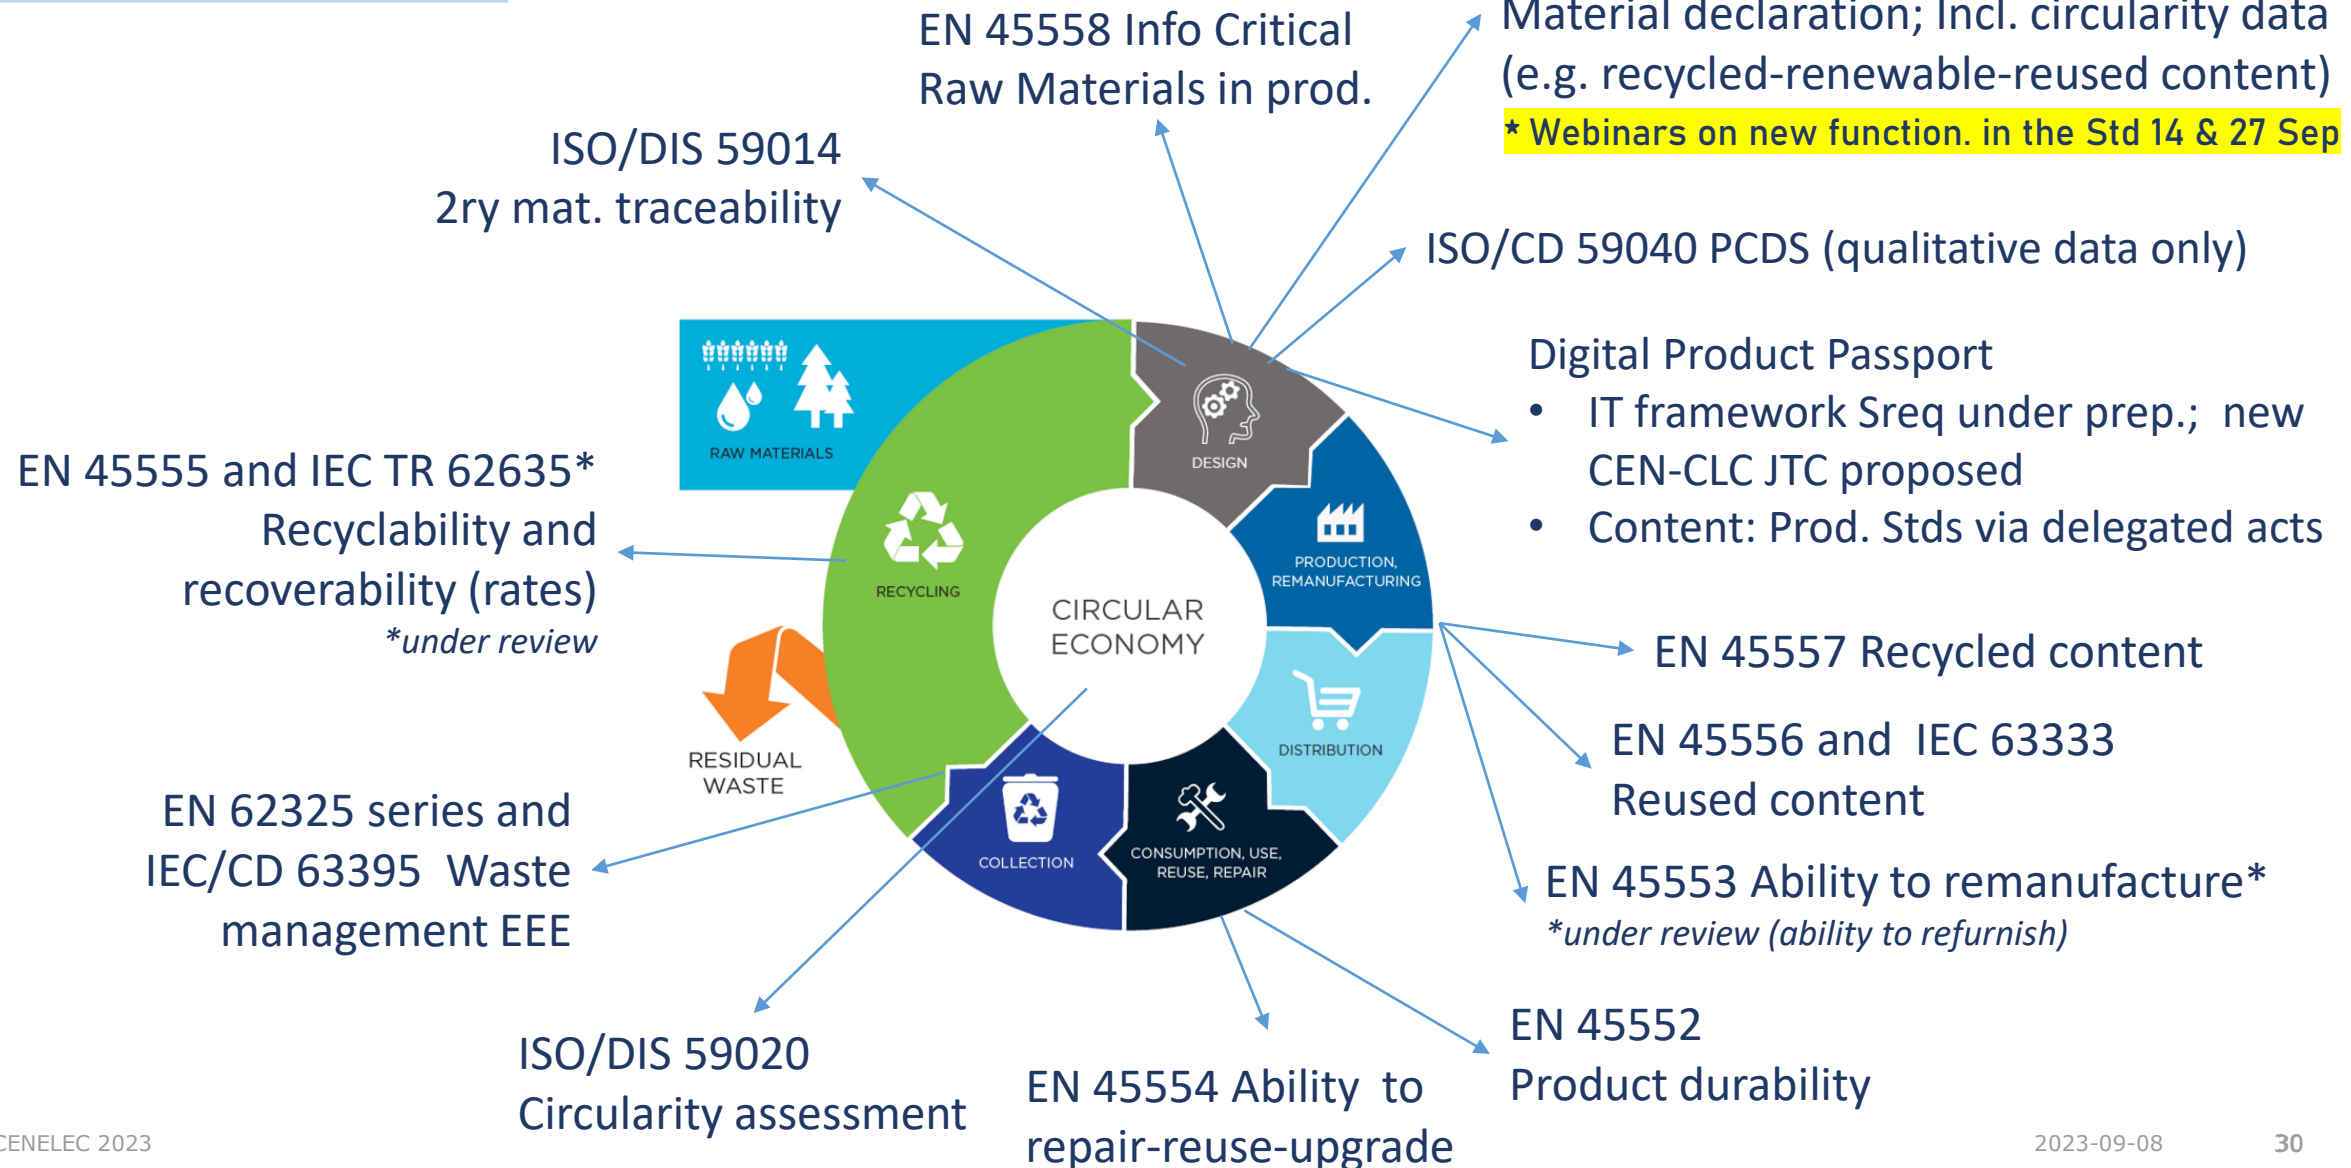 EN 45558 Info Critical
Raw Materials in prod.
Material declaration; Incl. circularity data
(e.g. recycled-renewable-reused content)
* Webinars on new function. in the Std 14 & 27 Sep
ISO/DIS 59014
2ry mat. traceability
ISO/CD 59040 PCDS (qualitative data only)
Digital Product Passport
• IT framework Sreq under prep.; new
CEN-CLC JTC proposed
• Content: Prod. Stds via delegated acts
EN 45555 and IEC TR 62635*
Recyclability and
recoverability (rates)
*under review
RAW MATERIALS
DESIGN
PRODUCTION,
REMANUFACTURING
RECYCLING
CIRCULAR
ECONOMY
DISTRIBUTION
RESIDUAL
WASTE
COLLECTION
CONSUMPTION, USE,
REUSE, REPAIR
EN 45557 Recycled content
EN 45556 and IEC 63333
Reused content
EN 45553 Ability to remanufacture*
*under review (ability to refurnish)
EN 62325 series and
IEC/CD 63395 Waste
management EEE
ISO/DIS 59020
Circularity assessment
EN 45554 Ability to
repair-reuse-upgrade
EN 45552
Product durability
CENELEC 2023
2023-09-08
30